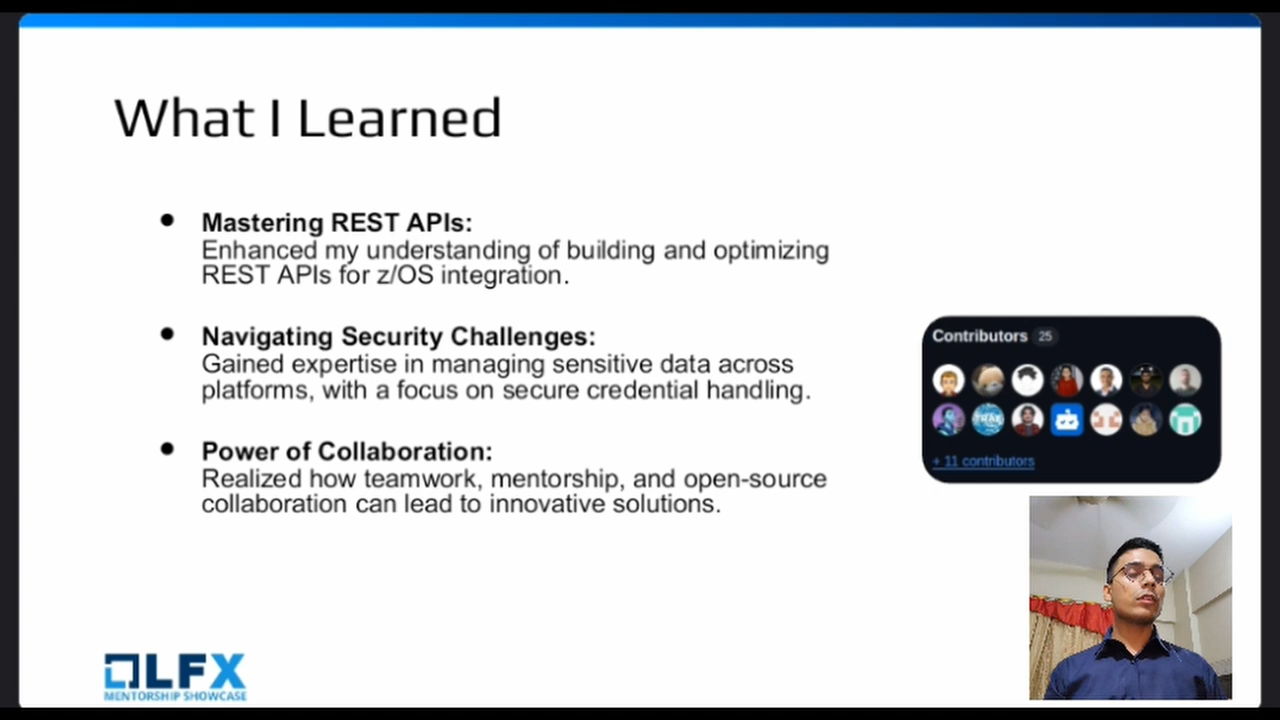 What I Learned
Mastering REST APIs:
Enhanced my understanding of building and optimizing
REST APIs for z/OS integration.
Navigating Security Challenges:
Gained expertise in managing sensitive data across
platforms, with a focus on secure credential handling.
Power of Collaboration:
Realized how teamwork, mentorship, and open-source
collaboration can lead to innovative solutions.
Contributors 25
+ 11 contributors
LFX
MENTORSHIP SHOWCASE